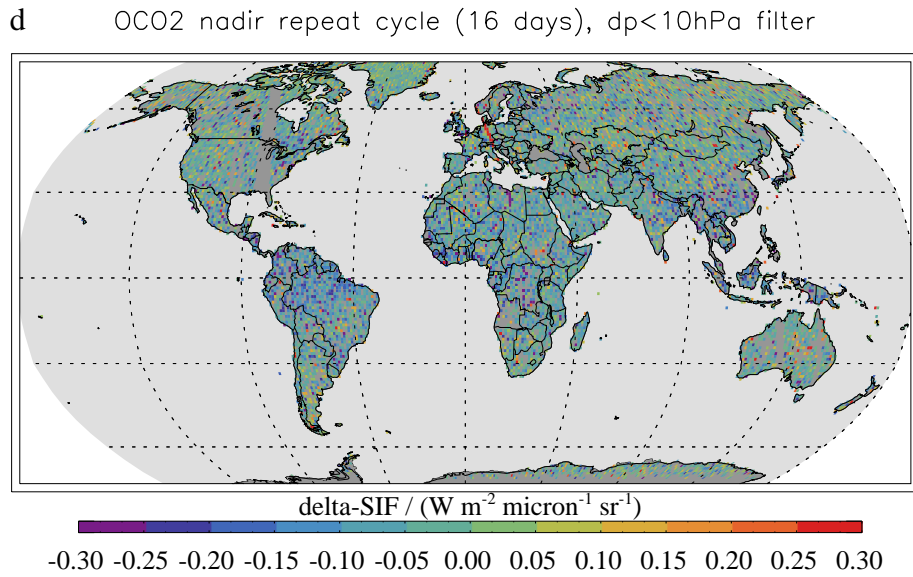 d OCO2 nadir repeat cycle (16 days), dp<10hPa filter
delta-SIF / (W m⁻² micron⁻¹ sr⁻¹)
-0.30 -0.25 -0.20 -0.15 -0.10 -0.05 0.00 0.05 0.10 0.15 0.20 0.25 0.30